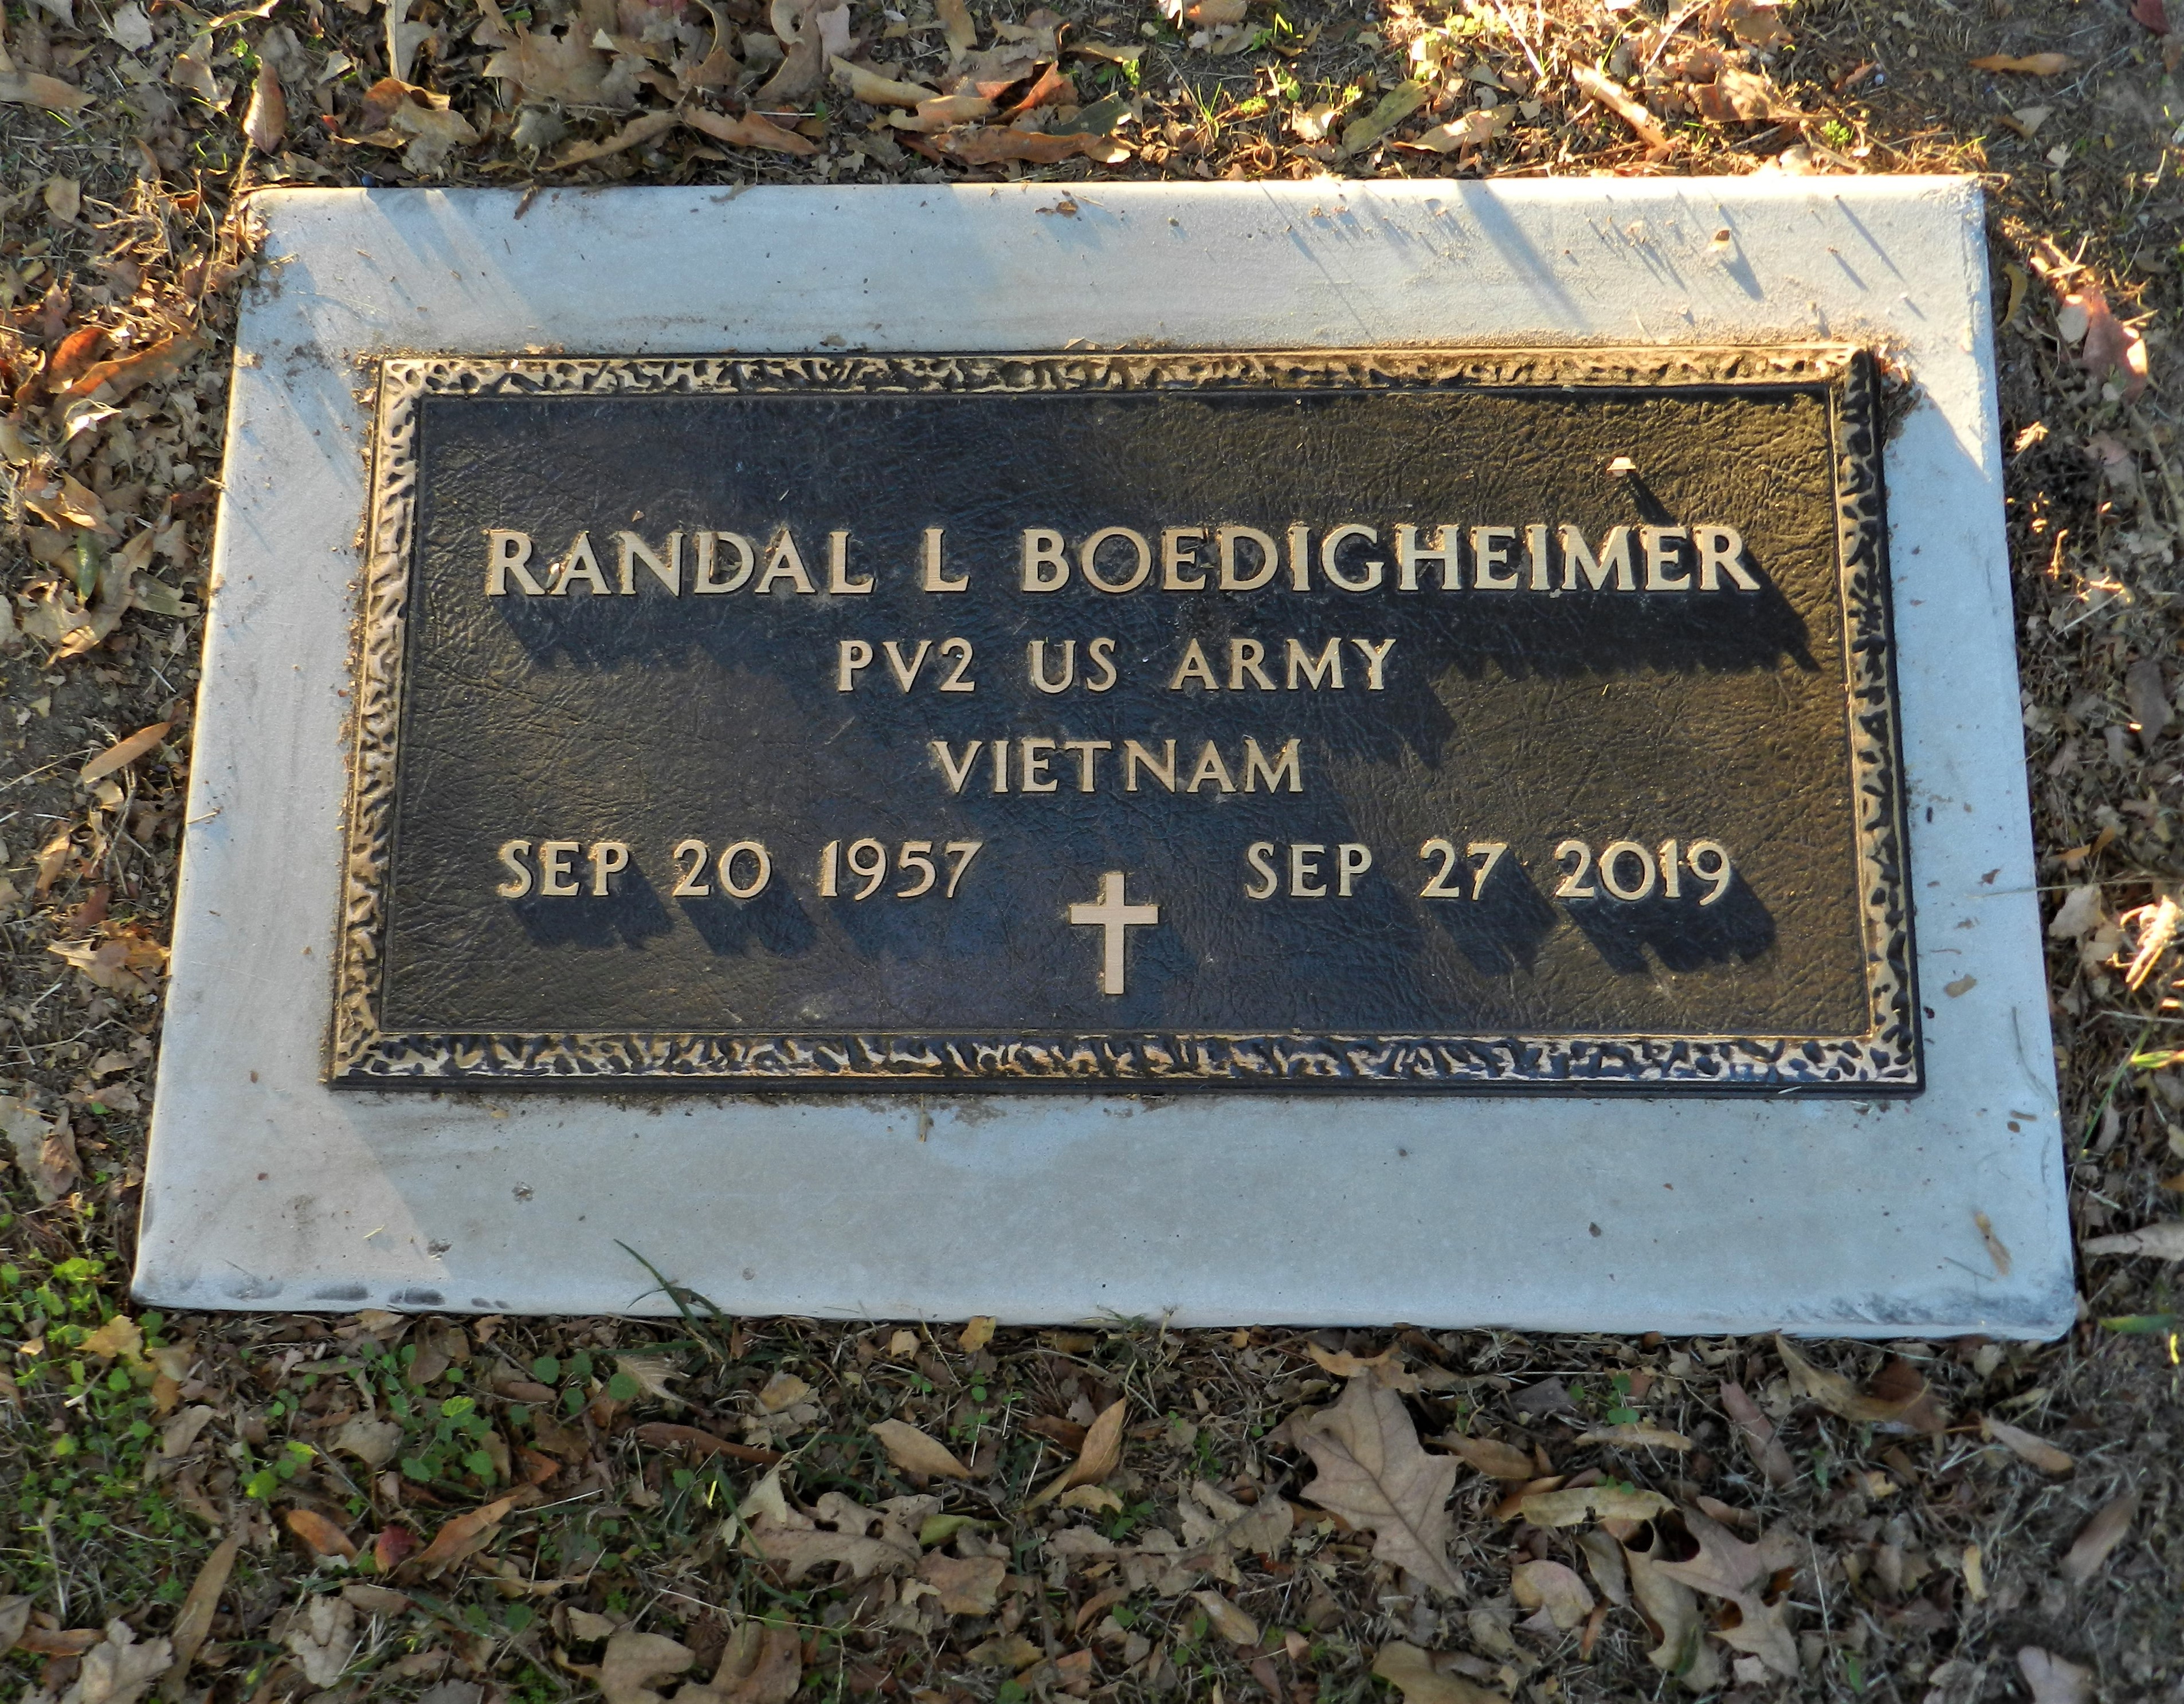 RANDAL L BOEDIGHEIMER
PV2 US ARMY
VIETNAM
SEP 20 1957 SEP 27 2019